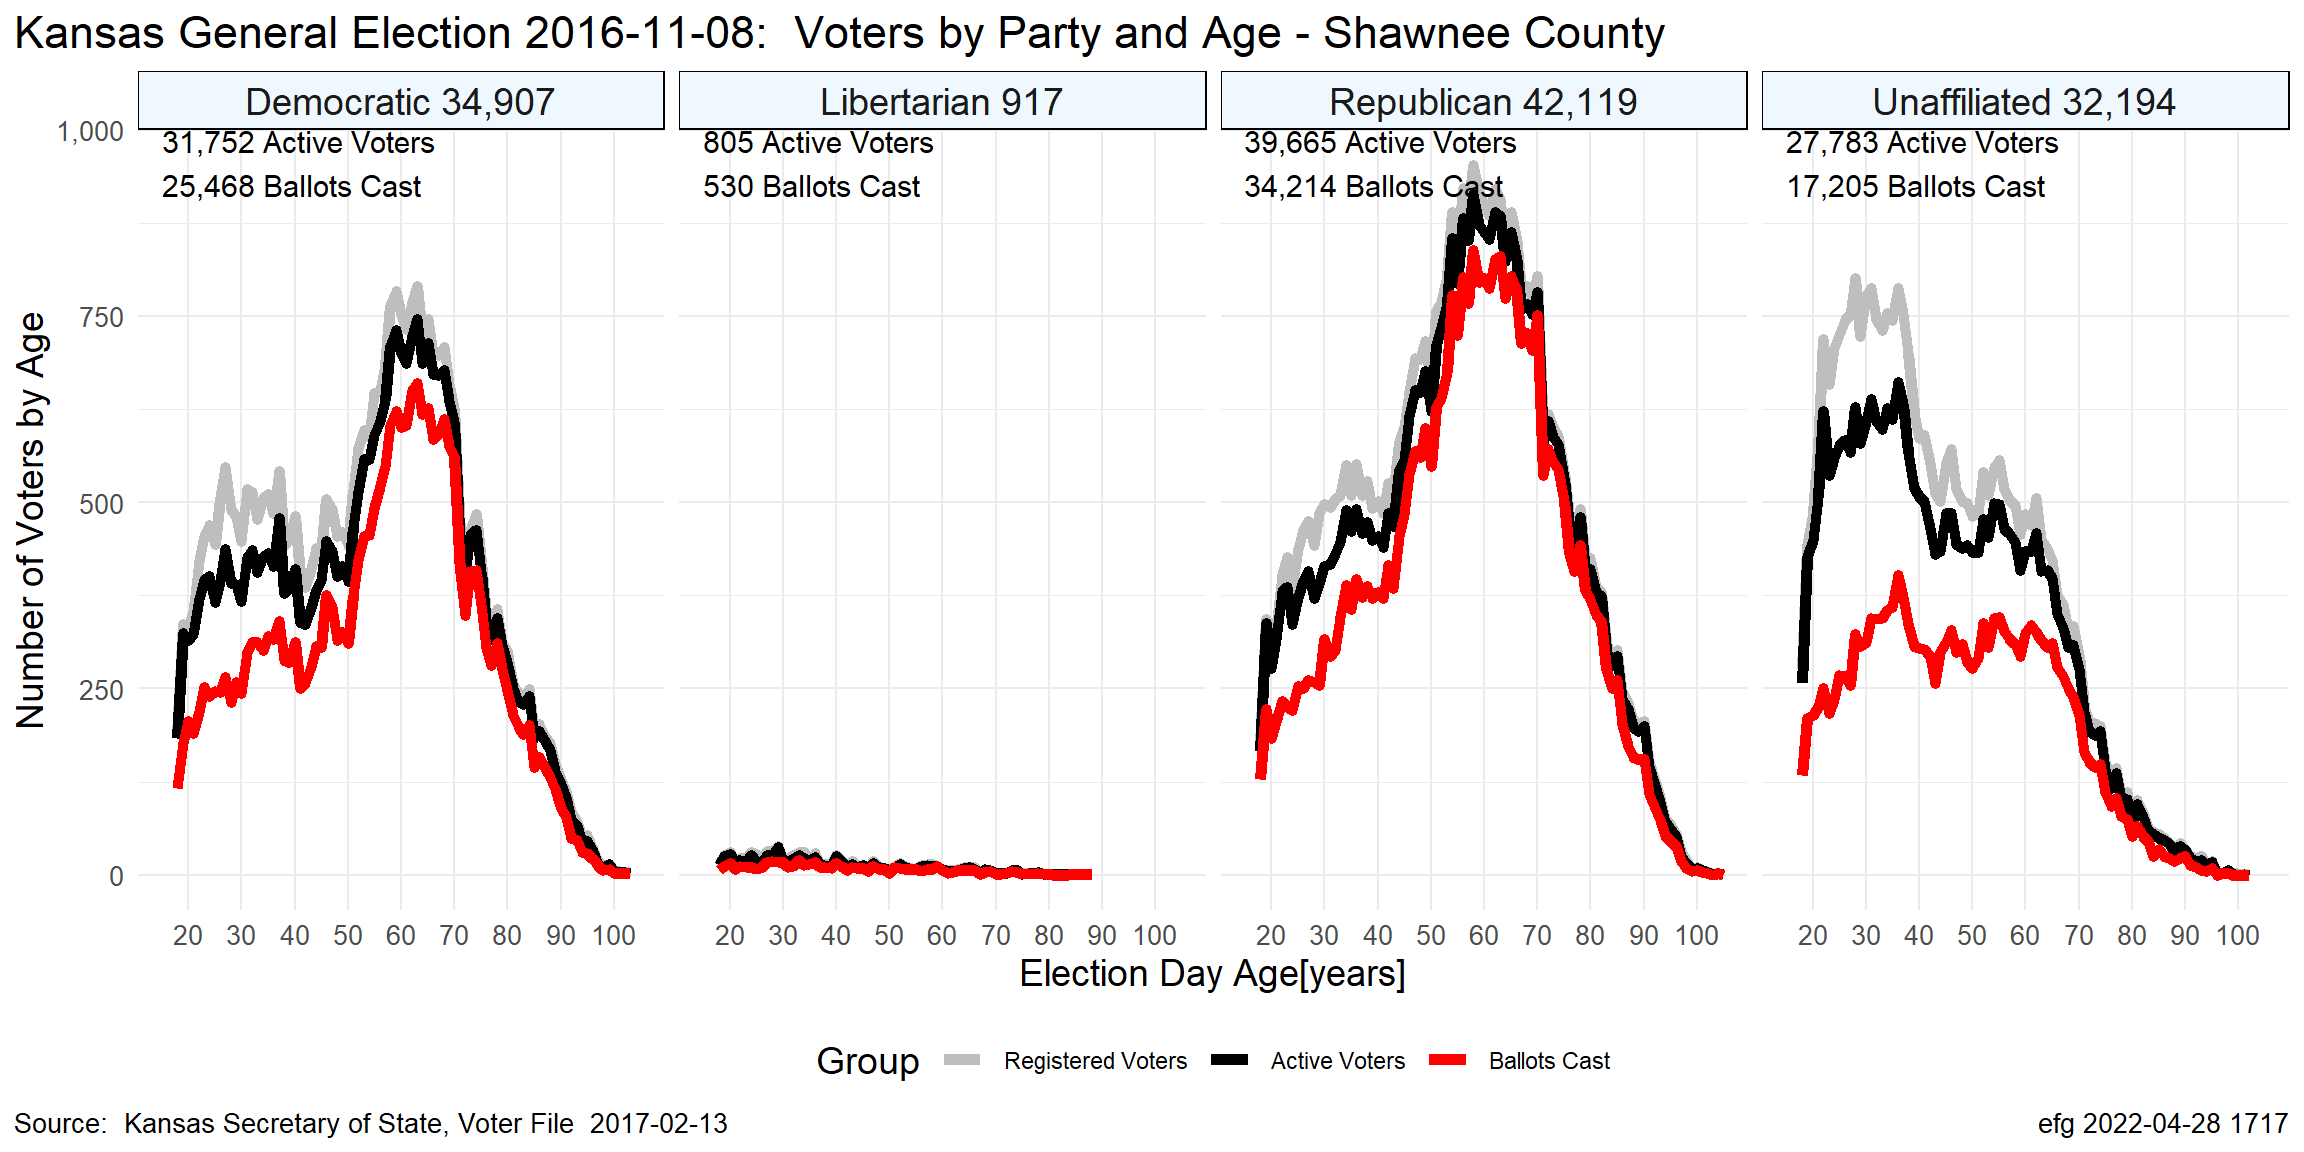 Kansas General Election 2016-11-08:  Voters by Party and Age - Shawnee County
Democratic 34,907
Libertarian 917
Republican 42,119
Unaffiliated 32,194
31,752 Active Voters
25,468 Ballots Cast
805 Active Voters
530 Ballots Cast
39,665 Active Voters
34,214 Ballots Cast
27,783 Active Voters
17,205 Ballots Cast
Number of Voters by Age
1,000
750
500
250
0
20 30 40 50 60 70 80 90 100
20 30 40 50 60 70 80 90 100
20 30 40 50 60 70 80 90 100
20 30 40 50 60 70 80 90 100
Election Day Age[years]
Group Registered Voters Active Voters Ballots Cast
Source:  Kansas Secretary of State, Voter File  2017-02-13
efg 2022-04-28 1717